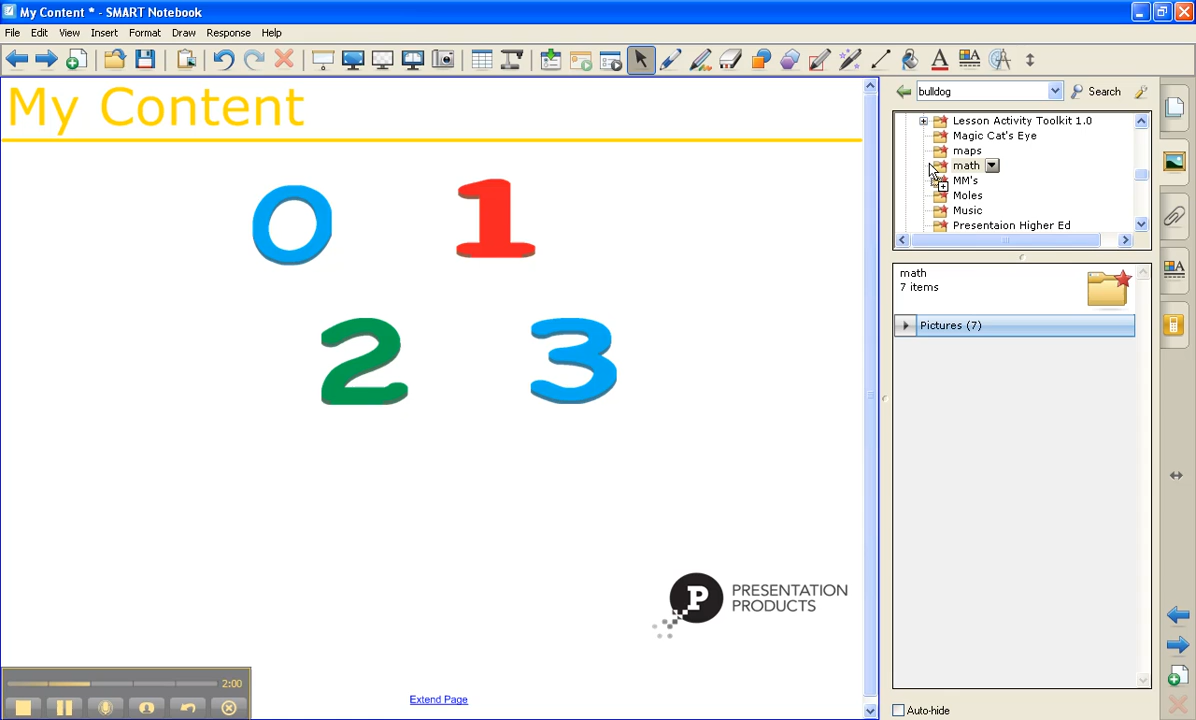 My Content * - SMART Notebook
File Edit View Insert Format Draw Response Help
My Content
0 1
2 3
P PRESENTATION
PRODUCTS
Extend Page
2:00
bulldog Search
Lesson Activity Toolkit 1.0
Magic Cat's Eye
maps
math
MM's
Moles
Music
Presentaion Higher Ed
math
7 items
Pictures (7)
Auto-hide